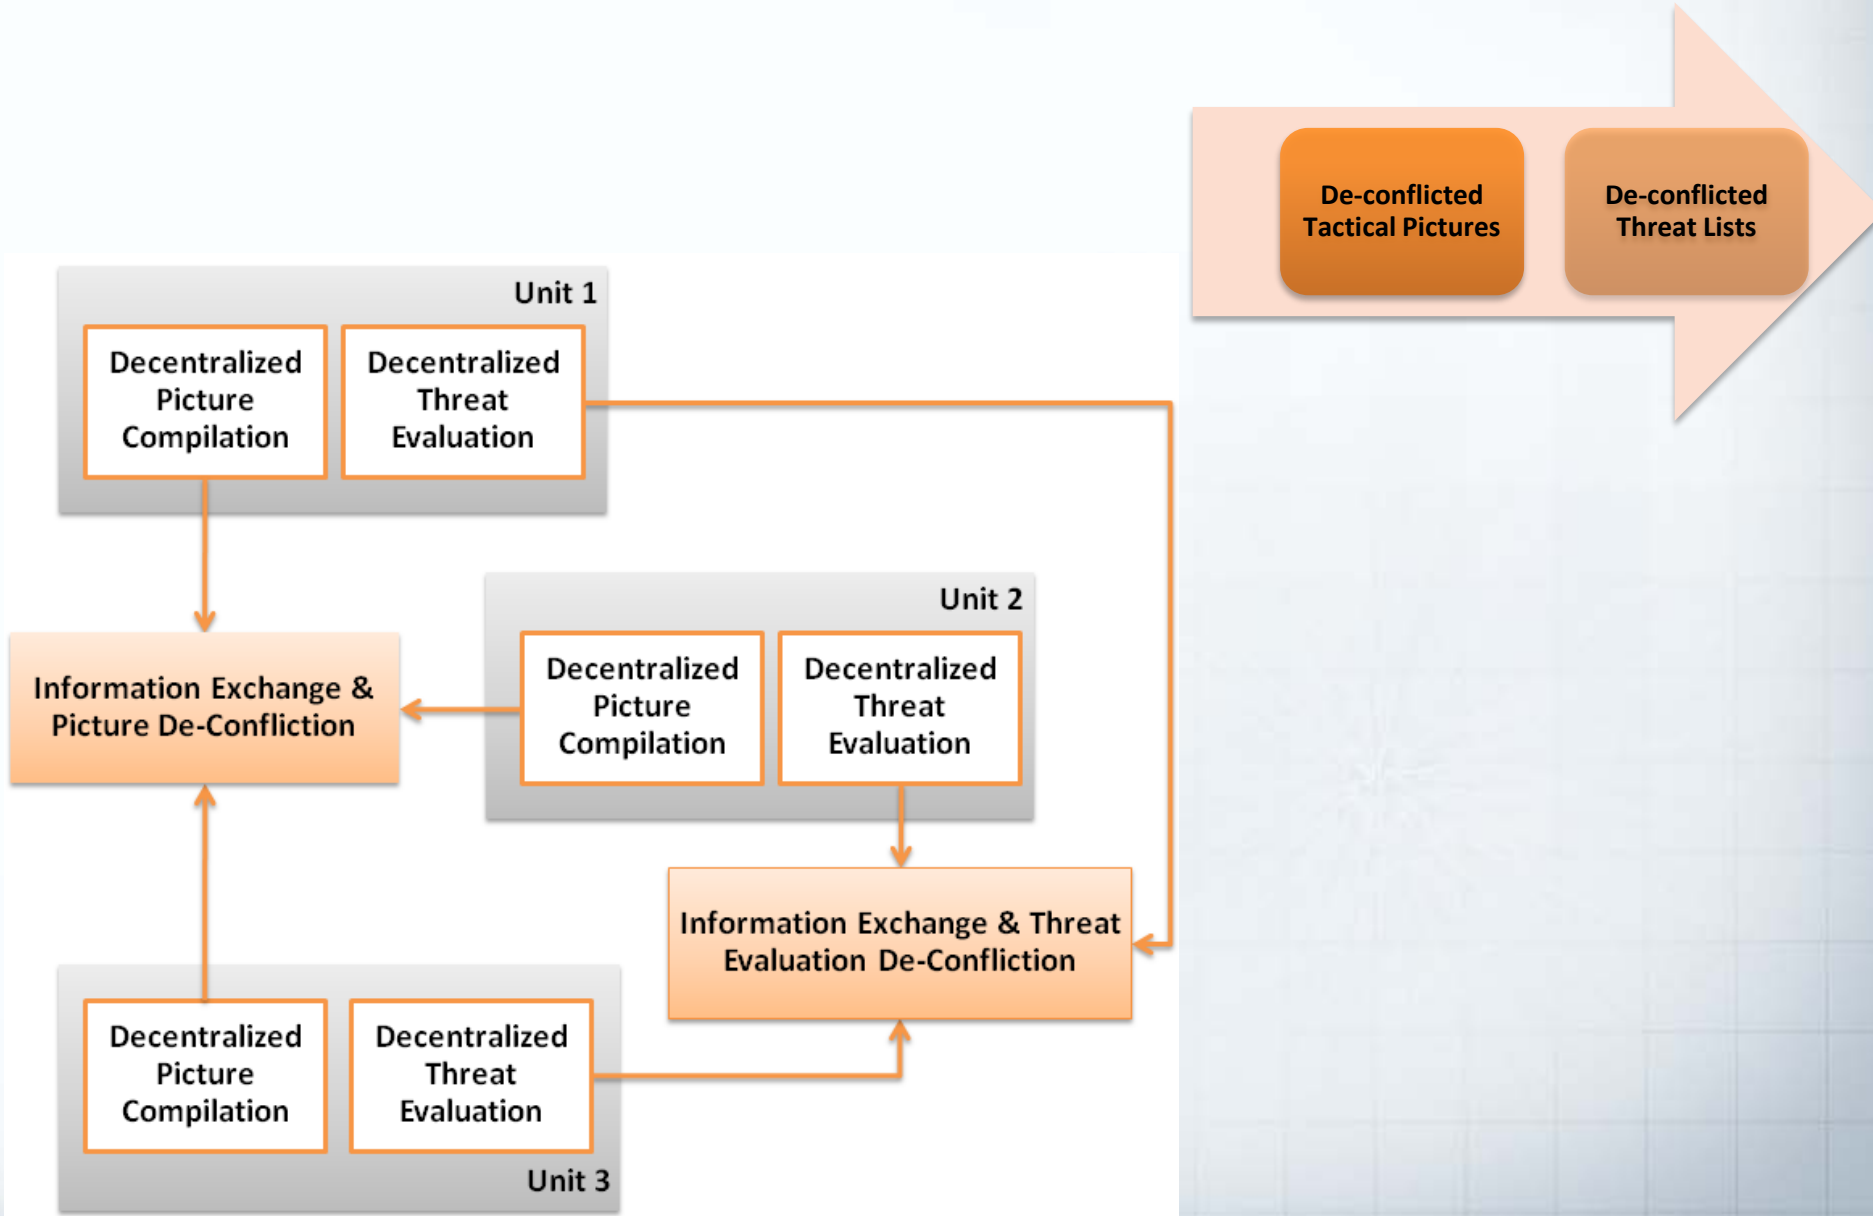 De-conflicted
Tactical Pictures
De-conflicted
Threat Lists
Unit 1
Decentralized
Picture
Compilation
Decentralized
Threat
Evaluation
Unit 2
Decentralized
Picture
Compilation
Decentralized
Threat
Evaluation
Information Exchange &
Picture De-Confliction
Information Exchange & Threat
Evaluation De-Confliction
Decentralized
Picture
Compilation
Decentralized
Threat
Evaluation
Unit 3